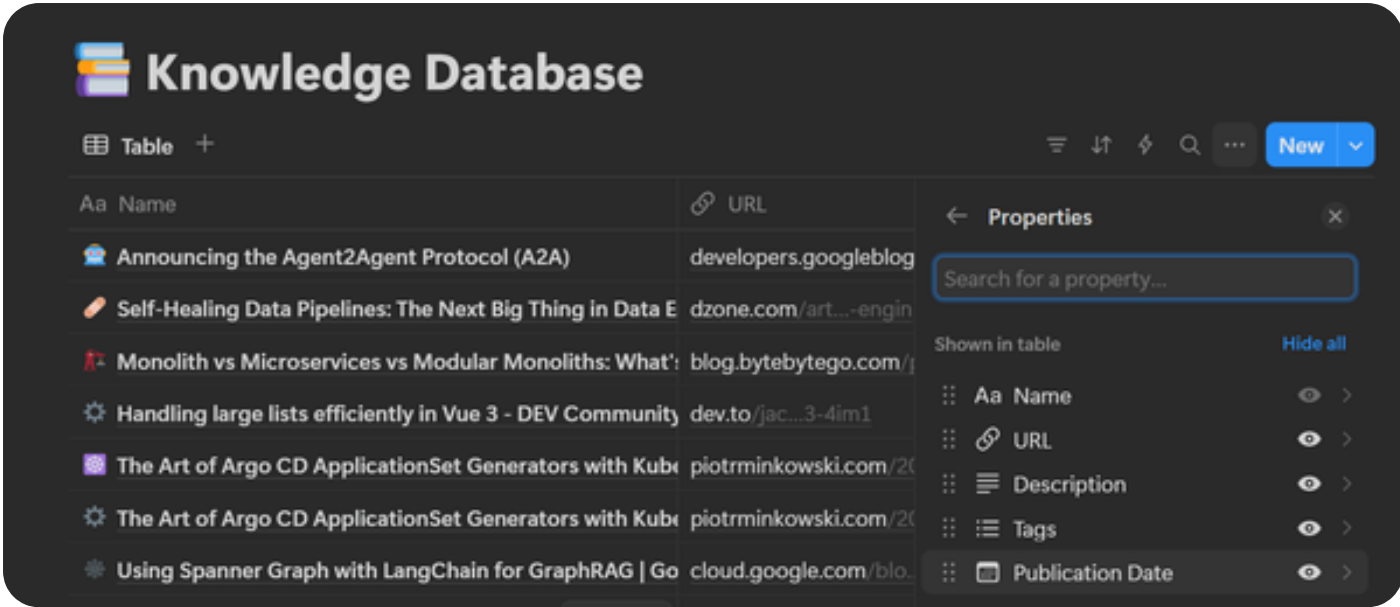 Knowledge Database
Table +
New
Aa Name
URL
Announcing the Agent2Agent Protocol (A2A)
developers.googleblog
Self-Healing Data Pipelines: The Next Big Thing in Data E
dzone.com/art...-engin
Monolith vs Microservices vs Modular Monoliths: What's
blog.bytebytego.com/
Handling large lists efficiently in Vue 3 - DEV Community
dev.to/jac...3-4im1
The Art of Argo CD ApplicationSet Generators with Kube
piotrminkowski.com/20
The Art of Argo CD ApplicationSet Generators with Kube
piotrminkowski.com/20
Using Spanner Graph with LangChain for GraphRAG | Go
cloud.google.com/blo...
Properties
Search for a property...
Shown in table
Hide all
Aa Name
URL
Description
Tags
Publication Date